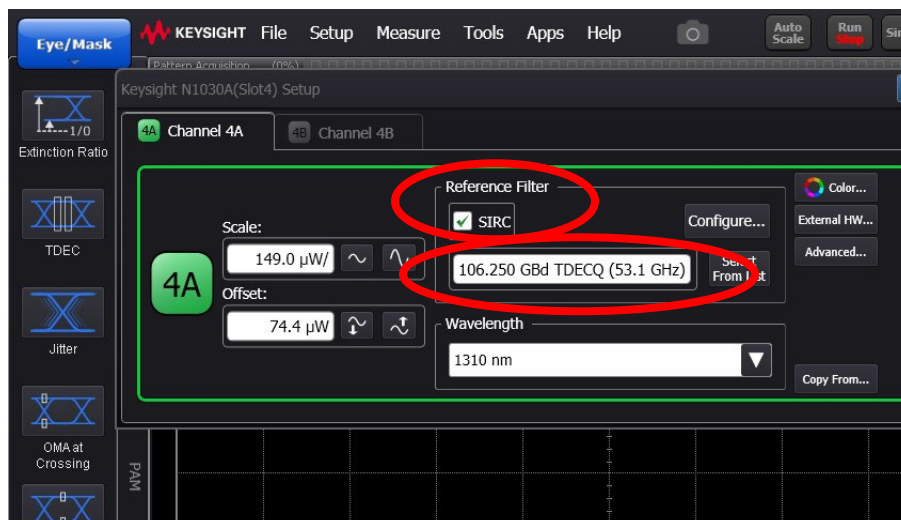 Eye/Mask
KEYSIGHT File Setup Measure Tools Apps Help
Auto Scale
Run Stop
Pattern Acquisition (0%)
Keysight N1030A(Slot4) Setup
4A Channel 4A
4B Channel 4B
1/0
Extinction Ratio
TDEC
Jitter
OMA at
Crossing
4A
Scale:
149.0 µW/
Offset:
74.4 µW
Reference Filter
SIRC
Configure...
106.250 GBd TDECQ (53.1 GHz)
From
Wavelength
1310 nm
Color...
External HW...
Advanced...
Copy From...
PAM